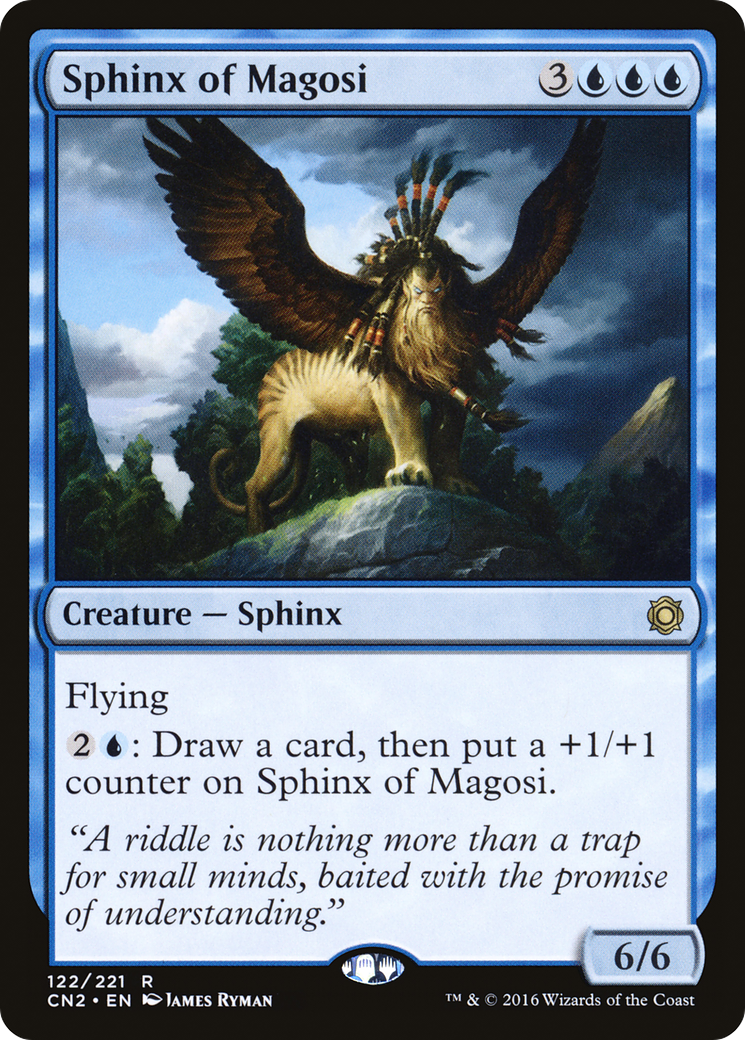 Sphinx of Magosi 3
Creature — Sphinx
Flying
2: Draw a card, then put a +1/+1
counter on Sphinx of Magosi.
“A riddle is nothing more than a trap
for small minds, baited with the promise
of understanding.”
6/6
122/221 R
CN2 • EN JAMES RYMAN
™ & © 2016 Wizards of the Coast